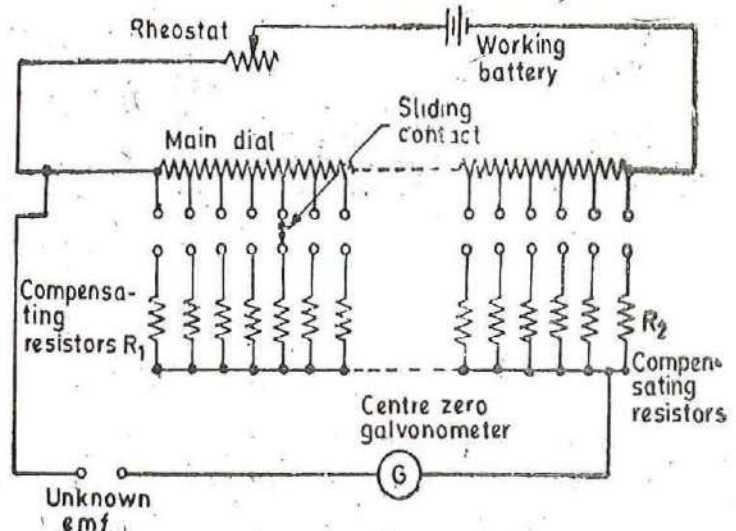 Rheostat
Working
battery
Sliding
contact
Main dial
Compensa-
ting
resistors R1
R2
Compen-
sating
resistors
Centre zero
galvonometer
G
Unknown
emf